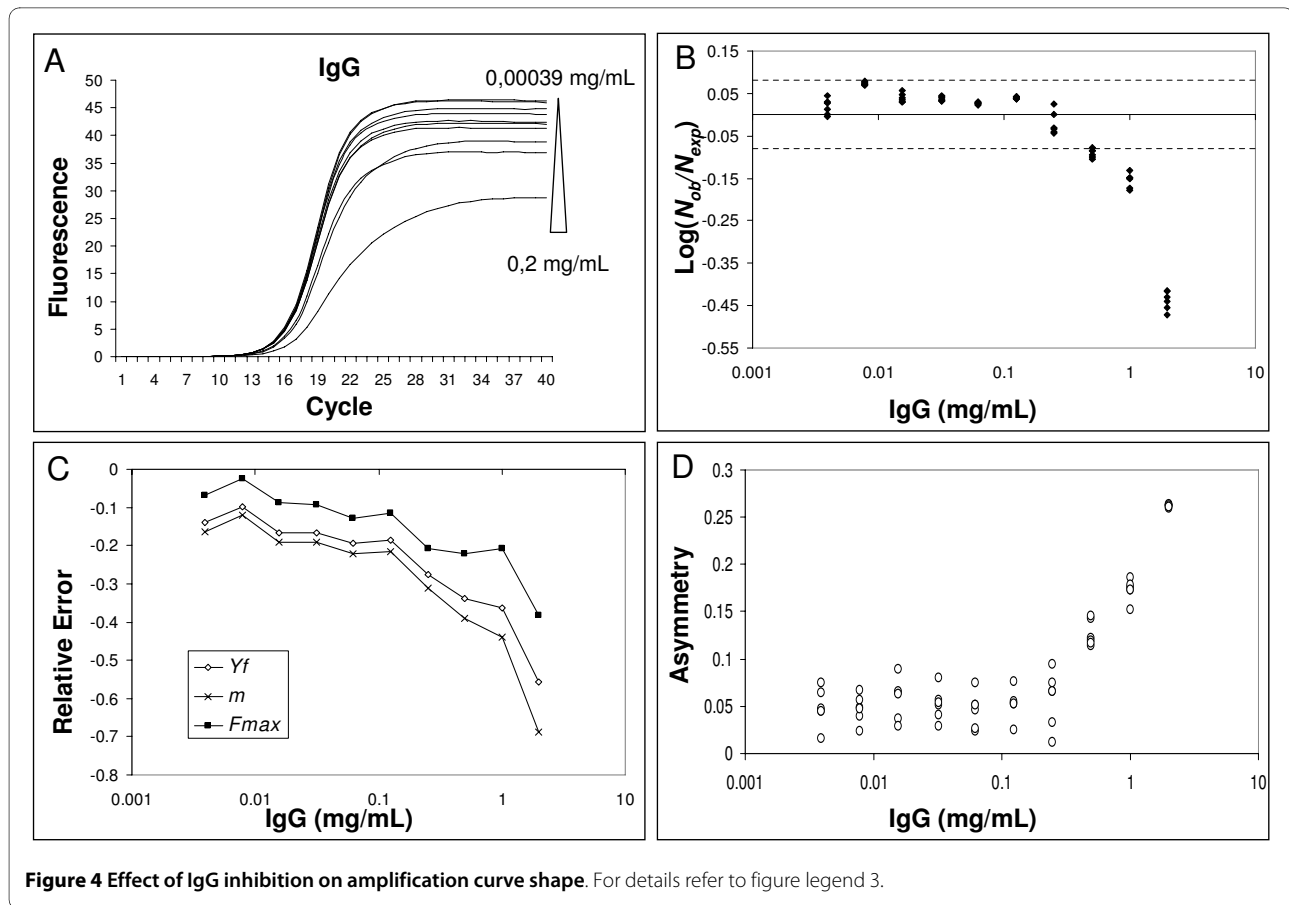 A
IgG
0,00039 mg/mL
50
45
40
35
30
25
20
15
10
5
0
Fluorescence
0,2 mg/mL
1 4 7 10 13 16 19 22 25 28 31 34 37 40
Cycle
B
0.15
0.05
-0.05
-0.15
-0.25
-0.35
-0.45
-0.55
Log(Nob/Nexp)
0.001 0.01 0.1 1 10
IgG (mg/mL)
C
0
-0.1
-0.2
-0.3
-0.4
-0.5
-0.6
-0.7
-0.8
Relative Error
Yf
m
Fmax
0.001 0.01 0.1 1 10
IgG (mg/mL)
D
0.3
0.25
0.2
0.15
0.1
0.05
0
Asymmetry
0.001 0.01 0.1 1 10
IgG (mg/mL)
Figure 4 Effect of IgG inhibition on amplification curve shape. For details refer to figure legend 3.